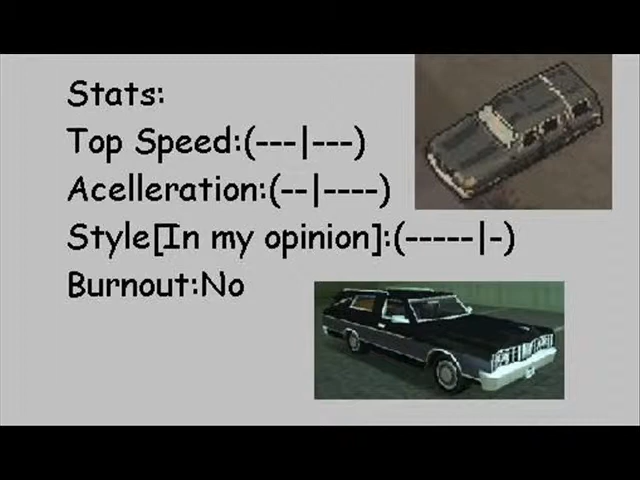 Stats:
Top Speed:(---|---)
Acelleration:(--|----)
Style[In my opinion]:(-----|-)
Burnout:No